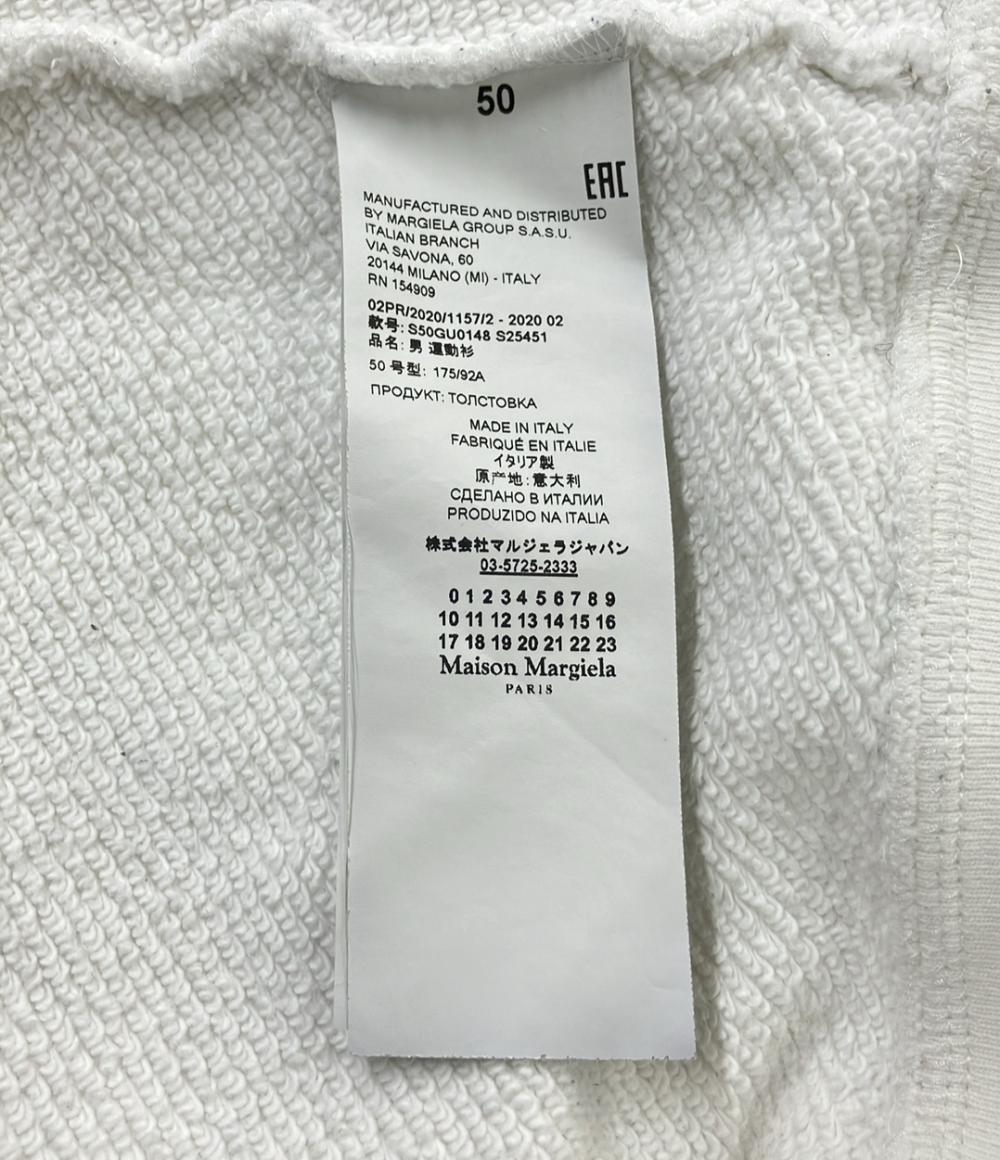 50
EAC
MANUFACTURED AND DISTRIBUTED
BY MARGIELA GROUP S.A.S.U.
ITALIAN BRANCH
VIA SAVONA, 60
20144 MILANO (MI) - ITALY
RN 154909
02PR/2020/1157/2 - 2020 02
款号: S50GU0148 S25451
品名: 男 運動衫
50 号型: 175/92A
ПРОДУКТ: ТОЛСТОВКА
MADE IN ITALY
FABRIQUÉ EN ITALIE
イタリア製
原产地:意大利
СДЕЛАНО В ИТАЛИИ
PRODUZIDO NA ITALIA
株式会社マルジェラジャパン
03-5725-2333
0 1 2 3 4 5 6 7 8 9
10 11 12 13 14 15 16
17 18 19 20 21 22 23
Maison Margiela
PARIS